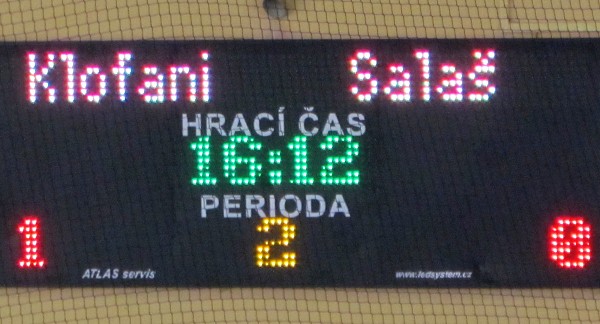 Klofani Salaš
HRACÍ ČAS
16:12
PERIODA
1 2 0
ATLAS servis www.ledsystem.cz